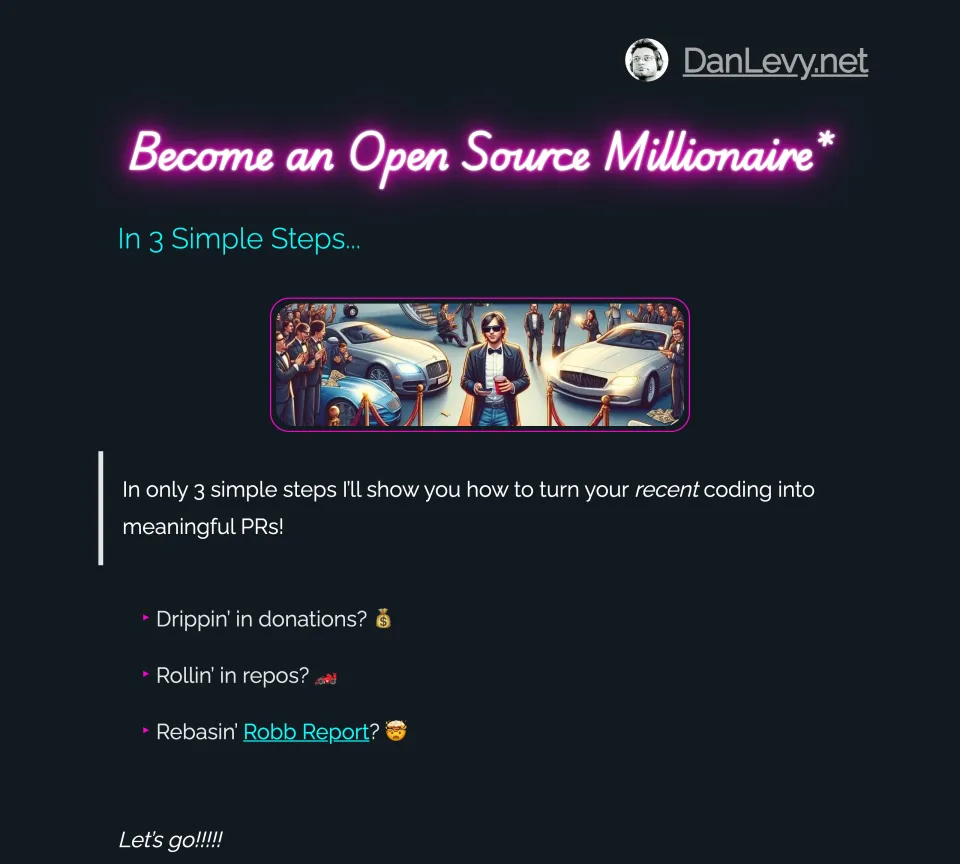 DanLevy.net
Become an Open Source Millionaire*
In 3 Simple Steps...
In only 3 simple steps I'll show you how to turn your recent coding into
meaningful PRs!
Drippin' in donations? 💰
Rollin' in repos? 🏎️
Rebasin' Robb Report? 🤯
Let's go!!!!!